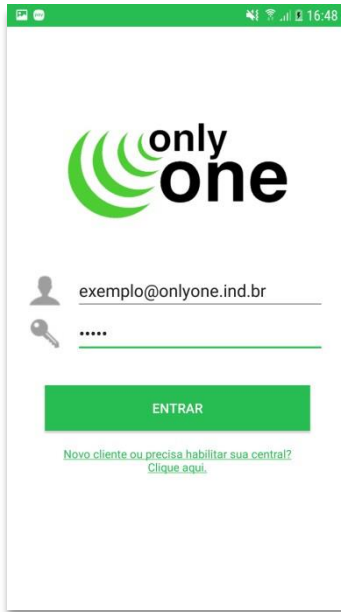 16:48
only
one
exemplo@onlyone.ind.br
•••••
ENTRAR
Novo cliente ou precisa habilitar sua central?
Clique aqui.